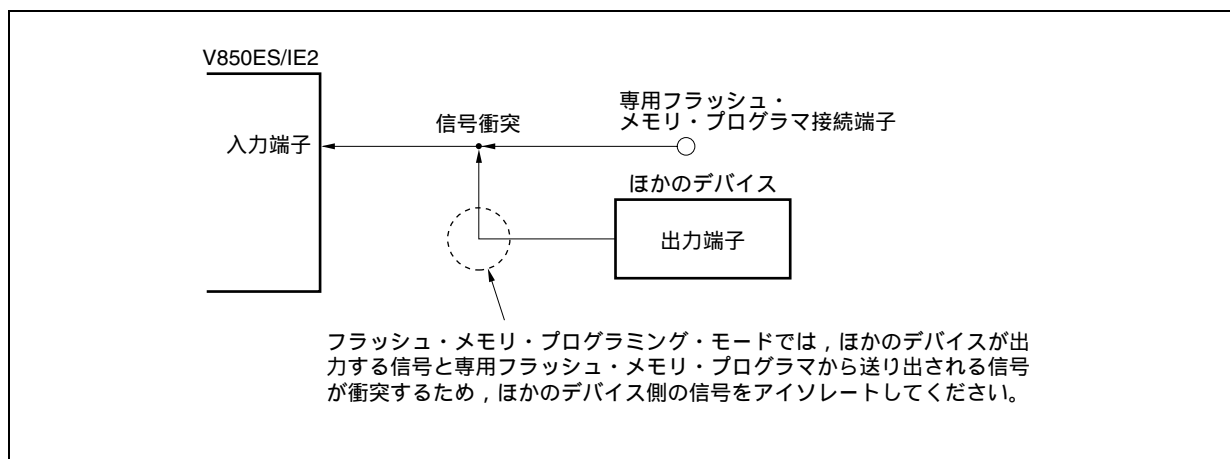 V850ES/IE2
入力端子
信号衝突
専用フラッシュ・
メモリ・プログラマ接続端子
ほかのデバイス
出力端子
フラッシュ・メモリ・プログラミング・モードでは，ほかのデバイスが出
力する信号と専用フラッシュ・メモリ・プログラマから送り出される信号
が衝突するため，ほかのデバイス側の信号をアイソレートしてください。